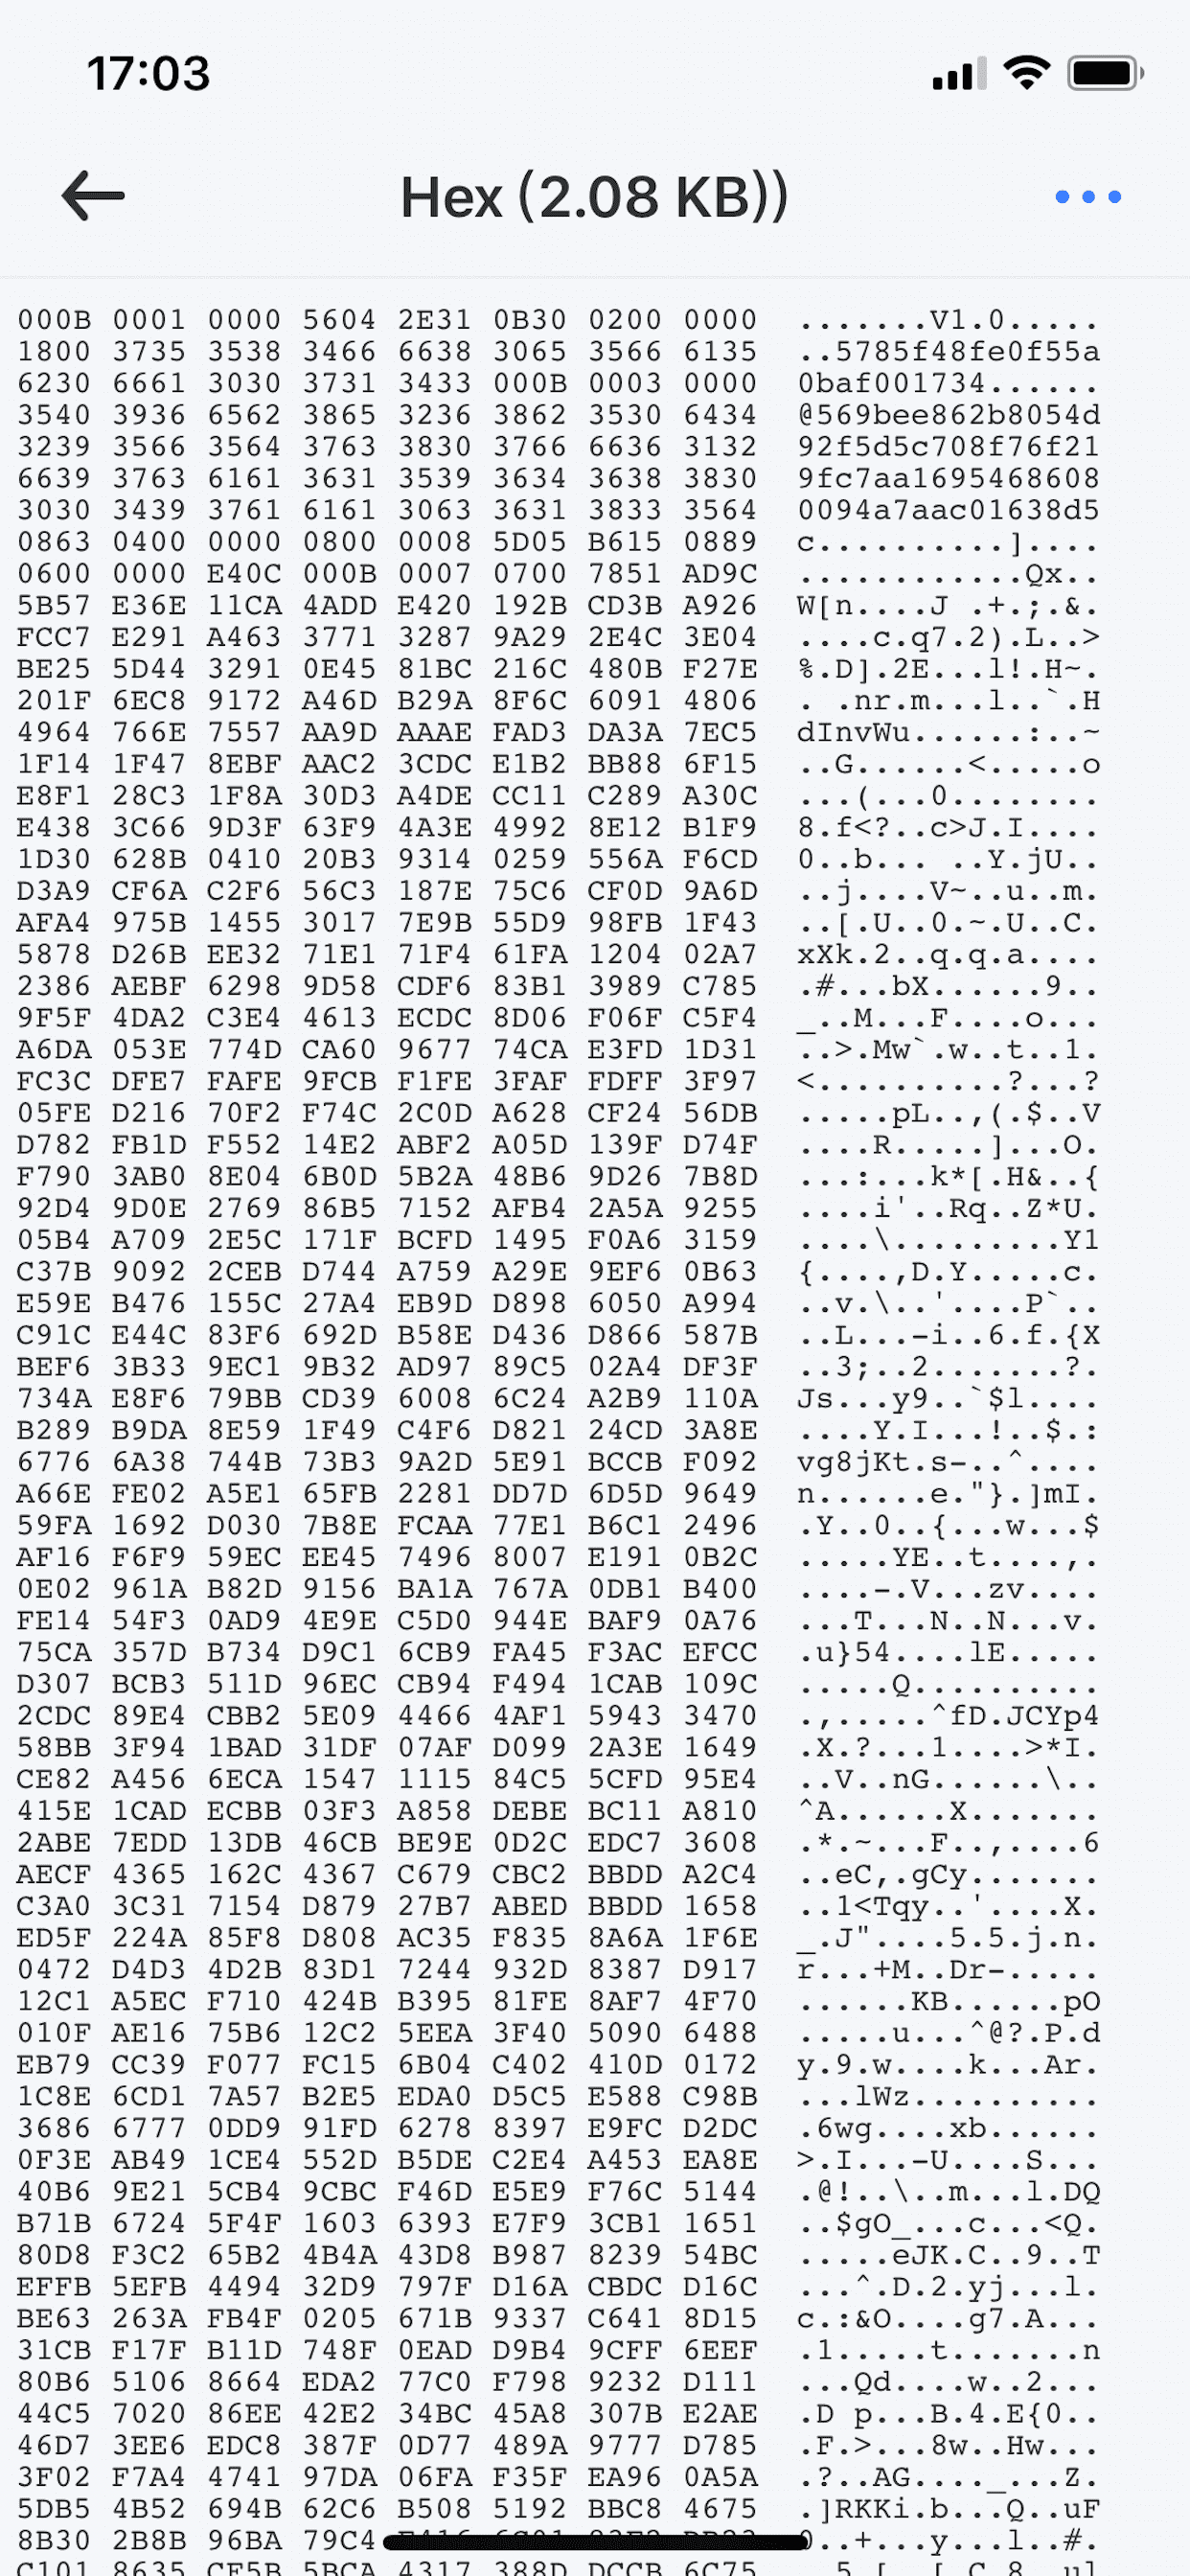 17:03
Hex (2.08 KB))
000B 0001 0000 5604 2E31 0B30 0200 0000 .......V1.0.....
1800 3735 3538 3466 6638 3065 3566 6135 ..5785f48fe0f55a
6230 6661 3030 3731 3433 000B 0003 0000 0baf001734......
3540 3936 6562 3865 3236 3862 3530 6434 @569bee862b8054d
3239 3566 3564 3763 3830 3766 6636 3132 92f5d5c708f76f21
6639 3763 6161 3631 3539 3634 3638 3830 9fc7aa1695468608
3030 3439 3761 6161 3063 3631 3833 3564 0094a7aac01638d5
0863 0400 0000 0800 0008 5D05 B615 0889 c..........]....
0600 0000 E40C 000B 0007 0700 7851 AD9C ............Qx..
5B57 E36E 11CA 4ADD E420 192B CD3B A926 W[n....J .+.;.&.
FCC7 E291 A463 3771 3287 9A29 2E4C 3E04 ....c.q7.2).L..>
BE25 5D44 3291 0E45 81BC 216C 480B F27E %.D].2E...l!.H~.
201F 6EC8 9172 A46D B29A 8F6C 6091 4806 . .nr.m...l..`.H
4964 766E 7557 AA9D AAAE FAD3 DA3A 7EC5 dInvWu......:..~
1F14 1F47 8EBF AAC2 3CDC E1B2 BB88 6F15 ..G......<.....o
E8F1 28C3 1F8A 30D3 A4DE CC11 C289 A30C ...(...0........
E438 3C66 9D3F 63F9 4A3E 4992 8E12 B1F9 8.f<?..c>J.I....
1D30 628B 0410 20B3 9314 0259 556A F6CD 0..b... ..Y.jU..
D3A9 CF6A C2F6 56C3 187E 75C6 CF0D 9A6D ..j....V~..u..m.
AFA4 975B 1455 3017 7E9B 55D9 98FB 1F43 ..[.U..0.~.U..C.
5878 D26B EE32 71E1 71F4 61FA 1204 02A7 xXk.2..q.q.a....
2386 AEBF 6298 9D58 CDF6 83B1 3989 C785 .#...bX......9..
9F5F 4DA2 C3E4 4613 ECDC 8D06 F06F C5F4 _..M...F....o...
A6DA 053E 774D CA60 9677 74CA E3FD 1D31 ..>.Mw`.w..t..1.
FC3C DFE7 FAFE 9FCB F1FE 3FAF FDFF 3F97 <..........?...?
05FE D216 70F2 F74C 2C0D A628 CF24 56DB .....pL..,(.$..V
D782 FB1D F552 14E2 ABF2 A05D 139F D74F ....R.....]...O.
F790 3AB0 8E04 6B0D 5B2A 48B6 9D26 7B8D ...:...k*[.H&..{
92D4 9D0E 2769 86B5 7152 AFB4 2A5A 9255 ....i'..Rq..Z*U.
05B4 A709 2E5C 171F BCFD 1495 F0A6 3159 ....\.........Y1
C37B 9092 2CEB D744 A759 A29E 9EF6 0B63 {....,D.Y.....c.
E59E B476 155C 27A4 EB9D D898 6050 A994 ..v.\..'....P`..
C91C E44C 83F6 692D B58E D436 D866 587B ..L...-i..6.f.{X
BEF6 3B33 9EC1 9B32 AD97 89C5 02A4 DF3F ..3;..2.......?.
734A E8F6 79BB CD39 6008 6C24 A2B9 110A Js...y9..`$l....
B289 B9DA 8E59 1F49 C4F6 D821 24CD 3A8E ....Y.I...!..$.:
6776 6A38 744B 73B3 9A2D 5E91 BCCB F092 vg8jKt.s-..^....
A66E FE02 A5E1 65FB 2281 DD7D 6D5D 9649 n......e."}.]mI.
59FA 1692 D030 7B8E FCAA 77E1 B6C1 2496 .Y..0..{...w...$
AF16 F6F9 59EC EE45 7496 8007 E191 0B2C .....YE..t....,.
0E02 961A B82D 9156 BA1A 767A 0DB1 B400 ....-.V...zv....
FE14 54F3 0AD9 4E9E C5D0 944E BAF9 0A76 ...T...N..N...v.
75CA 357D B734 D9C1 6CB9 FA45 F3AC EFCC .u}54....lE.....
D307 BCB3 511D 96EC CB94 F494 1CAB 109C .....Q..........
2CDC 89E4 CBB2 5E09 4466 4AF1 5943 3470 .,.....^fD.JCYp4
58BB 3F94 1BAD 31DF 07AF D099 2A3E 1649 .X.?...1....>*I.
CE82 A456 6ECA 1547 1115 84C5 5CFD 95E4 ..V..nG......\..
415E 1CAD ECBB 03F3 A858 DEBE BC11 A810 ^A......X.......
2ABE 7EDD 13DB 46CB BE9E 0D2C EDC7 3608 .*.~...F..,....6
AECF 4365 162C 4367 C679 CBC2 BBDD A2C4 ..eC,.gCy.......
C3A0 3C31 7154 D879 27B7 ABED BBDD 1658 ..1<Tqy..'....X.
ED5F 224A 85F8 D808 AC35 F835 8A6A 1F6E _.J"....5.5.j.n.
0472 D4D3 4D2B 83D1 7244 932D 8387 D917 r...+M..Dr-.....
12C1 A5EC F710 424B B395 81FE 8AF7 4F70 ......KB......pO
010F AE16 75B6 12C2 5EEA 3F40 5090 6488 .....u...^@?.P.d
EB79 CC39 F077 FC15 6B04 C402 410D 0172 y.9.w....k...Ar.
1C8E 6CD1 7A57 B2E5 EDA0 D5C5 E588 C98B ...lWz..........
3686 6777 0DD9 91FD 6278 8397 E9FC D2DC .6wg....xb......
0F3E AB49 1CE4 552D B5DE C2E4 A453 EA8E >.I...-U....S...
40B6 9E21 5CB4 9CBC F46D E5E9 F76C 5144 .@!..\..m...l.DQ
B71B 6724 5F4F 1603 6393 E7F9 3CB1 1651 ..$gO_...c...<Q.
80D8 F3C2 65B2 4B4A 43D8 B987 8239 54BC .....eJK.C..9..T
EFFB 5EFB 4494 32D9 797F D16A CBDC D16C ...^.D.2.yj...l.
BE63 263A FB4F 0205 671B 9337 C641 8D15 c.:&O....g7.A...
31CB F17F B11D 748F 0EAD D9B4 9CFF 6EEF .1.....t.......n
80B6 5106 8664 EDA2 77C0 F798 9232 D111 ...Qd....w..2...
44C5 7020 86EE 42E2 34BC 45A8 307B E2AE .D p...B.4.E{0..
46D7 3EE6 EDC8 387F 0D77 489A 9777 D785 .F.>...8w..Hw...
3F02 F7A4 4741 97DA 06FA F35F EA96 0A5A .?..AG...._...Z.
5DB5 4B52 694B 62C6 B508 5192 BBC8 4675 .]RKKi.b...Q..uF
8B30 2B8B 96BA 79C4 0..+...y...l..#.
C101 8635 CF5B 5BCA 4317 388D DCCB 6C75